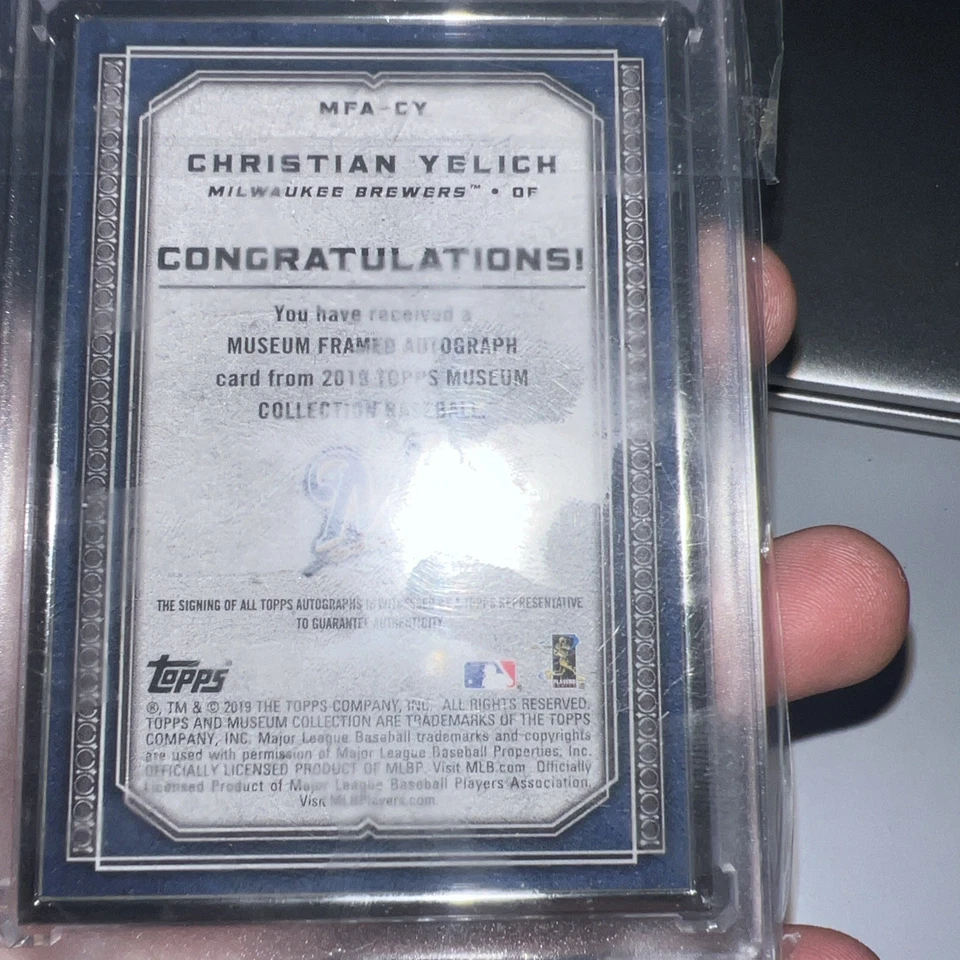 MFA-CY
CHRISTIAN YELICH
MILWAUKEE BREWERS™ • OF
CONGRATULATIONS!
You have received a
MUSEUM FRAMED AUTOGRAPH
card from 2019 TOPPS MUSEUM
COLLECTION BASEBALL.
THE SIGNING OF ALL TOPPS AUTOGRAPHS IS WITNESSED BY A TOPPS REPRESENTATIVE
TO GUARANTEE AUTHENTICITY.
TOPPS®
®, TM & © 2019 THE TOPPS COMPANY, INC. ALL RIGHTS RESERVED.
TOPPS AND MUSEUM COLLECTION ARE TRADEMARKS OF THE TOPPS
COMPANY, INC. Major League Baseball trademarks and copyrights
are used with permission of Major League Baseball Properties, Inc.
OFFICIALLY LICENSED PRODUCT OF MLBP. Visit MLB.com Officially
Licensed Product of Major League Baseball Players Association.
Visit MLBPlayers.com